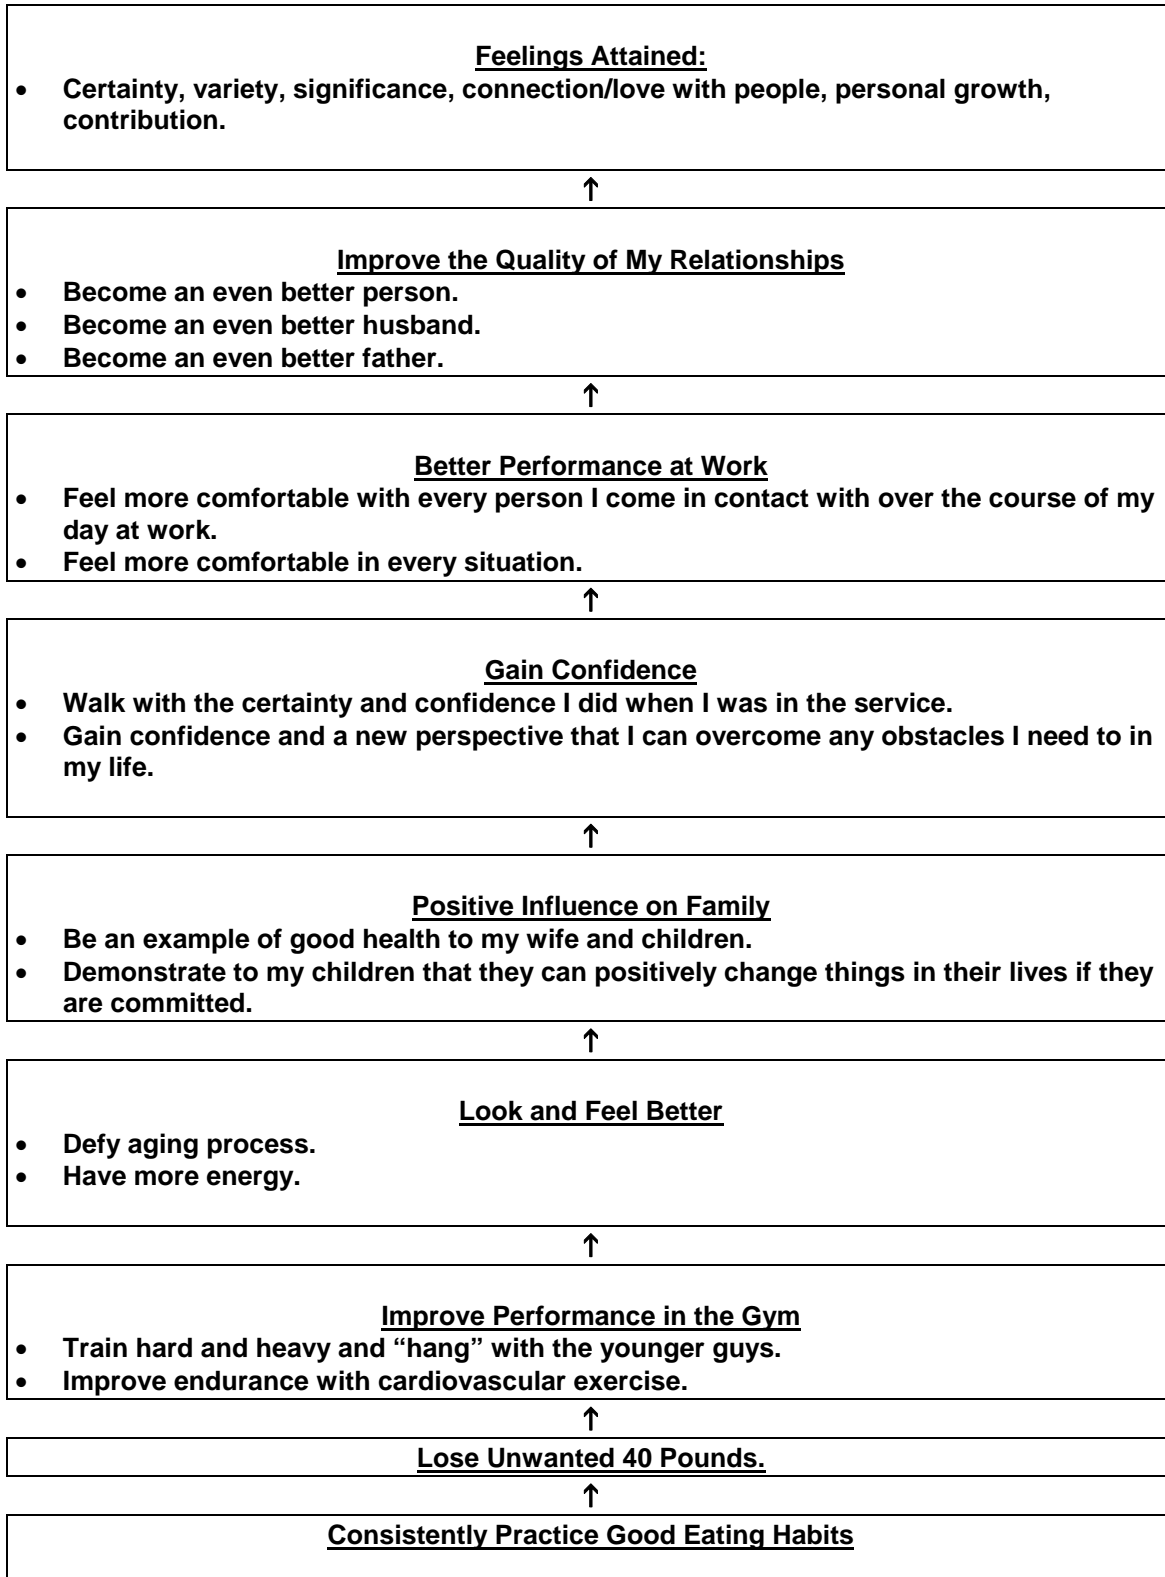 Feelings Attained:
• Certainty, variety, significance, connection/love with people, personal growth,
contribution.
↑
Improve the Quality of My Relationships
• Become an even better person.
• Become an even better husband.
• Become an even better father.
↑
Better Performance at Work
• Feel more comfortable with every person I come in contact with over the course of my
day at work.
• Feel more comfortable in every situation.
↑
Gain Confidence
• Walk with the certainty and confidence I did when I was in the service.
• Gain confidence and a new perspective that I can overcome any obstacles I need to in
my life.
↑
Positive Influence on Family
• Be an example of good health to my wife and children.
• Demonstrate to my children that they can positively change things in their lives if they
are committed.
↑
Look and Feel Better
• Defy aging process.
• Have more energy.
↑
Improve Performance in the Gym
• Train hard and heavy and “hang” with the younger guys.
• Improve endurance with cardiovascular exercise.
↑
Lose Unwanted 40 Pounds.
↑
Consistently Practice Good Eating Habits